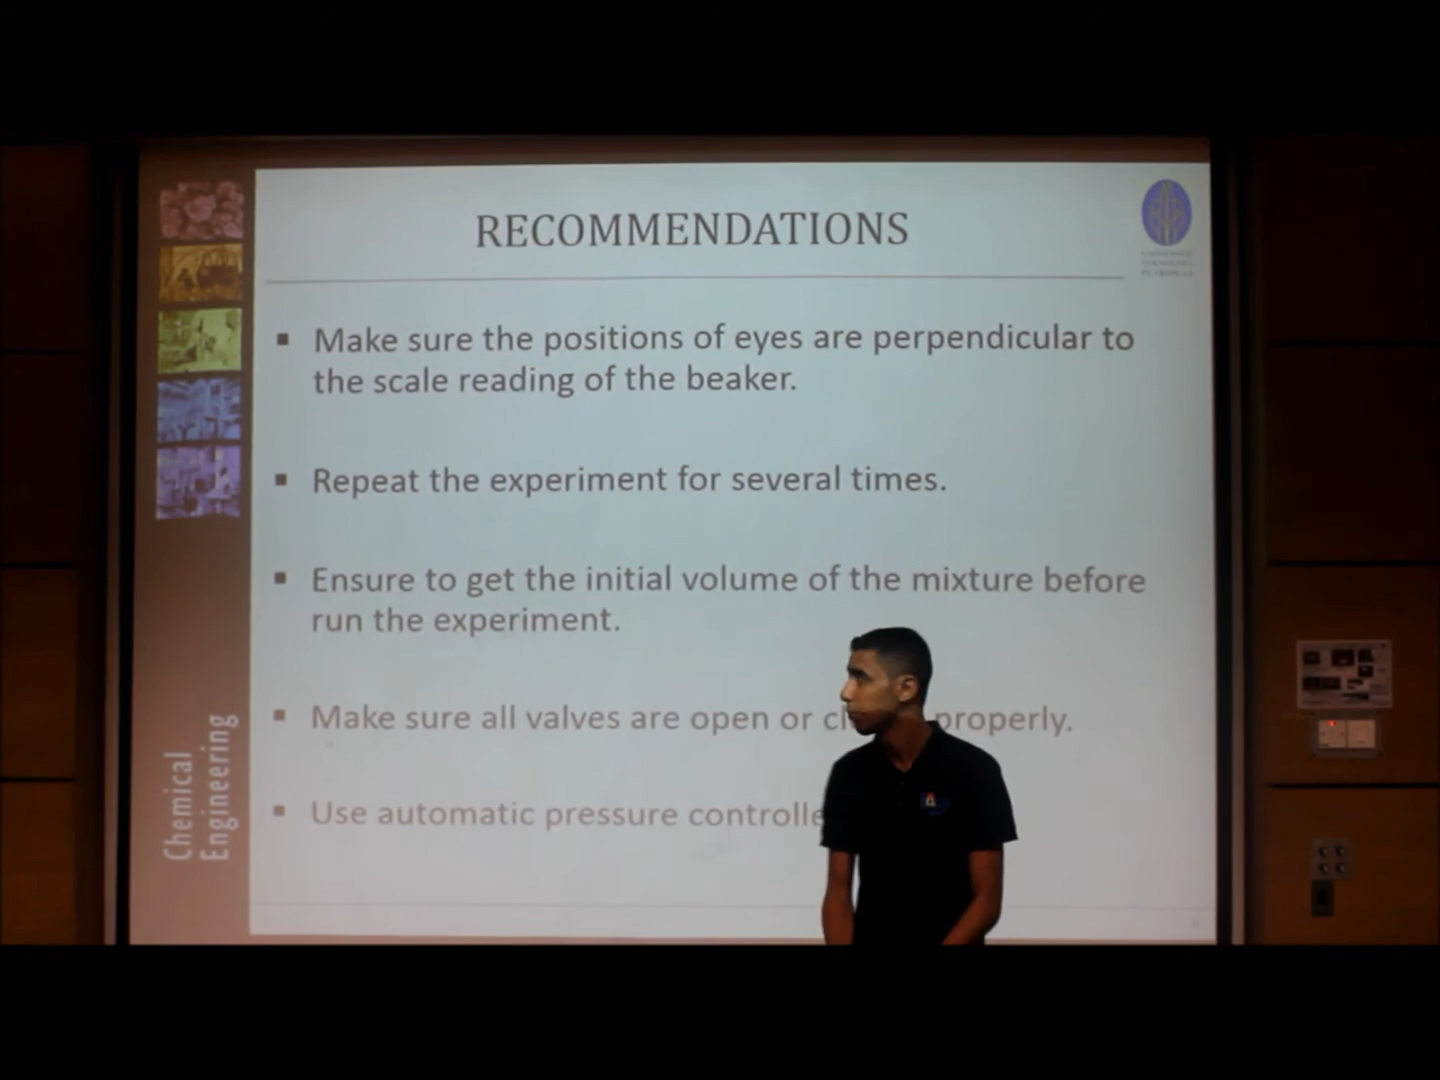 RECOMMENDATIONS
▪ Make sure the positions of eyes are perpendicular to
the scale reading of the beaker.
▪ Repeat the experiment for several times.
▪ Ensure to get the initial volume of the mixture before
run the experiment.
▪ Make sure all valves are open or properly.
▪ Use automatic pressure
Chemical
Engineering